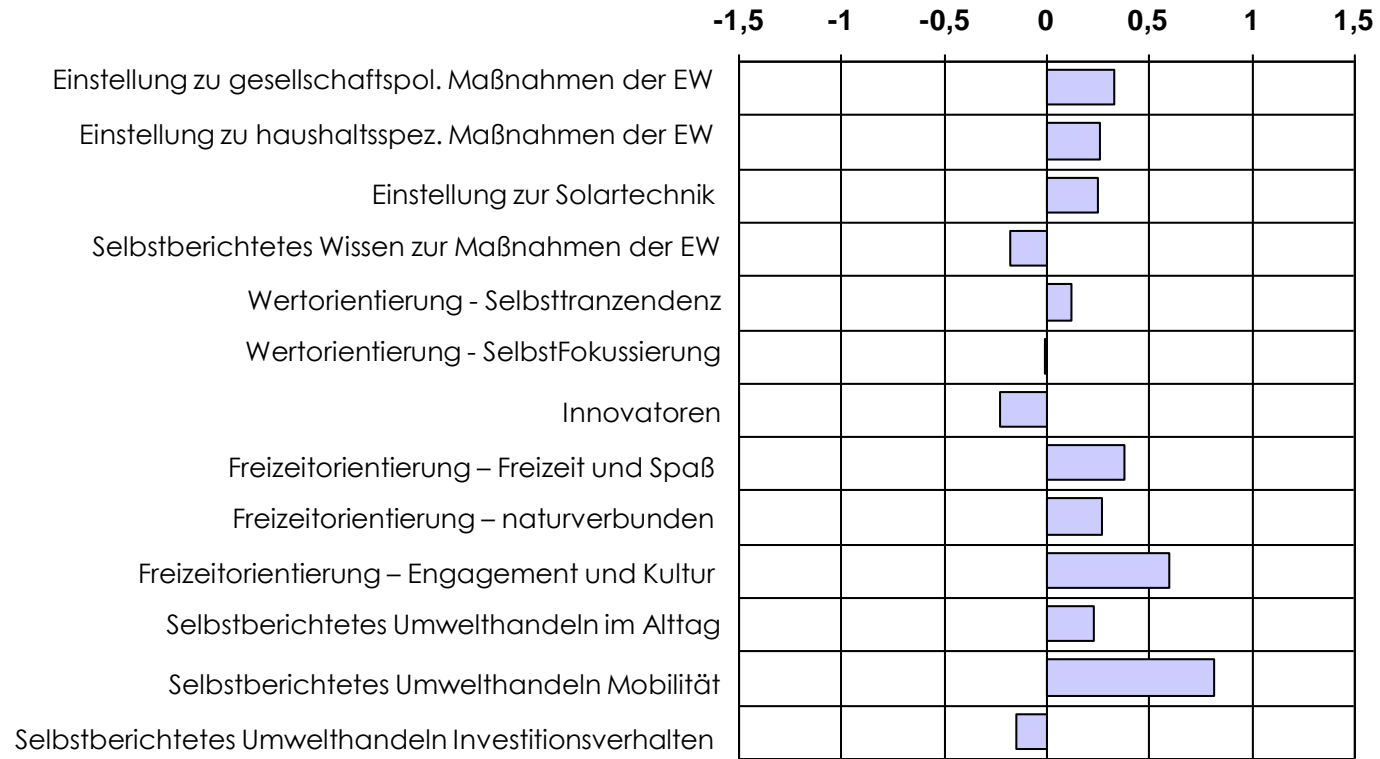 -1,5 -1 -0,5 0 0,5 1 1,5
Einstellung zu gesellschaftspol. Maßnahmen der EW
Einstellung zu haushaltsspez. Maßnahmen der EW
Einstellung zur Solartechnik
Selbstberichtetes Wissen zur Maßnahmen der EW
Wertorientierung - Selbsttranzendenz
Wertorientierung - SelbstFokussierung
Innovatoren
Freizeitorientierung – Freizeit und Spaß
Freizeitorientierung – naturverbunden
Freizeitorientierung – Engagement und Kultur
Selbstberichtetes Umwelthandeln im Alttag
Selbstberichtetes Umwelthandeln Mobilität
Selbstberichtetes Umwelthandeln Investitionsverhalten